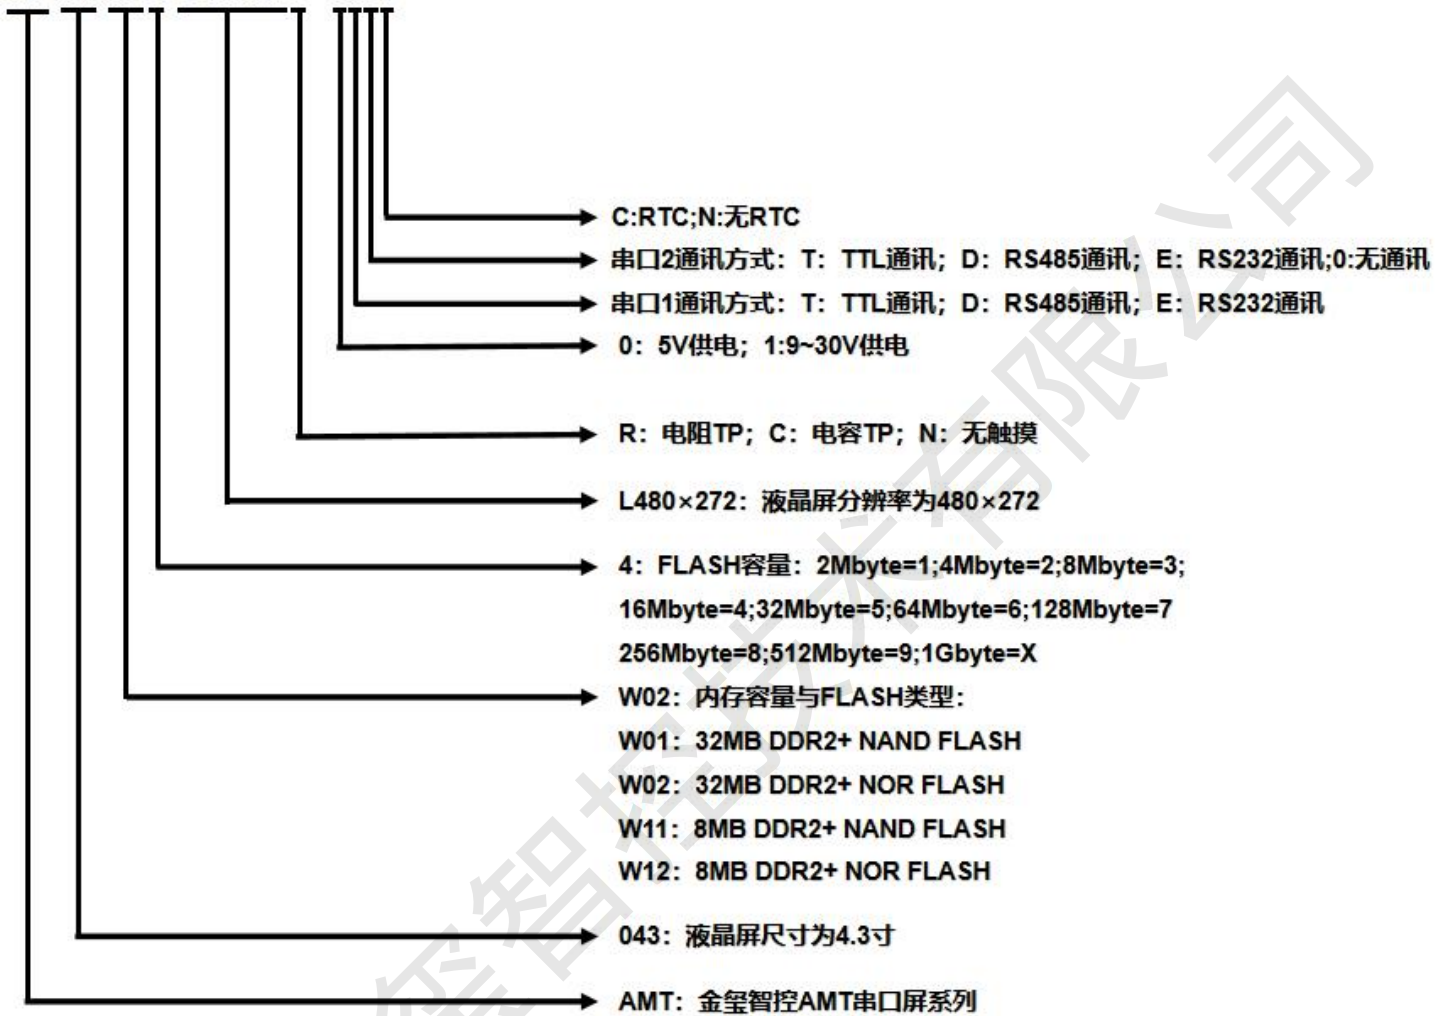 C:RTC;N:无RTC
串口2通讯方式：T：TTL通讯；D：RS485通讯；E：RS232通讯;0:无通讯
串口1通讯方式：T：TTL通讯；D：RS485通讯；E：RS232通讯
0：5V供电；1:9~30V供电
R：电阻TP；C：电容TP；N：无触摸
L480×272：液晶屏分辨率为480×272
4：FLASH容量：2Mbyte=1;4Mbyte=2;8Mbyte=3;
16Mbyte=4;32Mbyte=5;64Mbyte=6;128Mbyte=7
256Mbyte=8;512Mbyte=9;1Gbyte=X
W02：内存容量与FLASH类型：
W01：32MB DDR2+ NAND FLASH
W02：32MB DDR2+ NOR FLASH
W11：8MB DDR2+ NAND FLASH
W12：8MB DDR2+ NOR FLASH
043：液晶屏尺寸为4.3寸
AMT：金玺智控AMT串口屏系列
玺智控技术有限公司